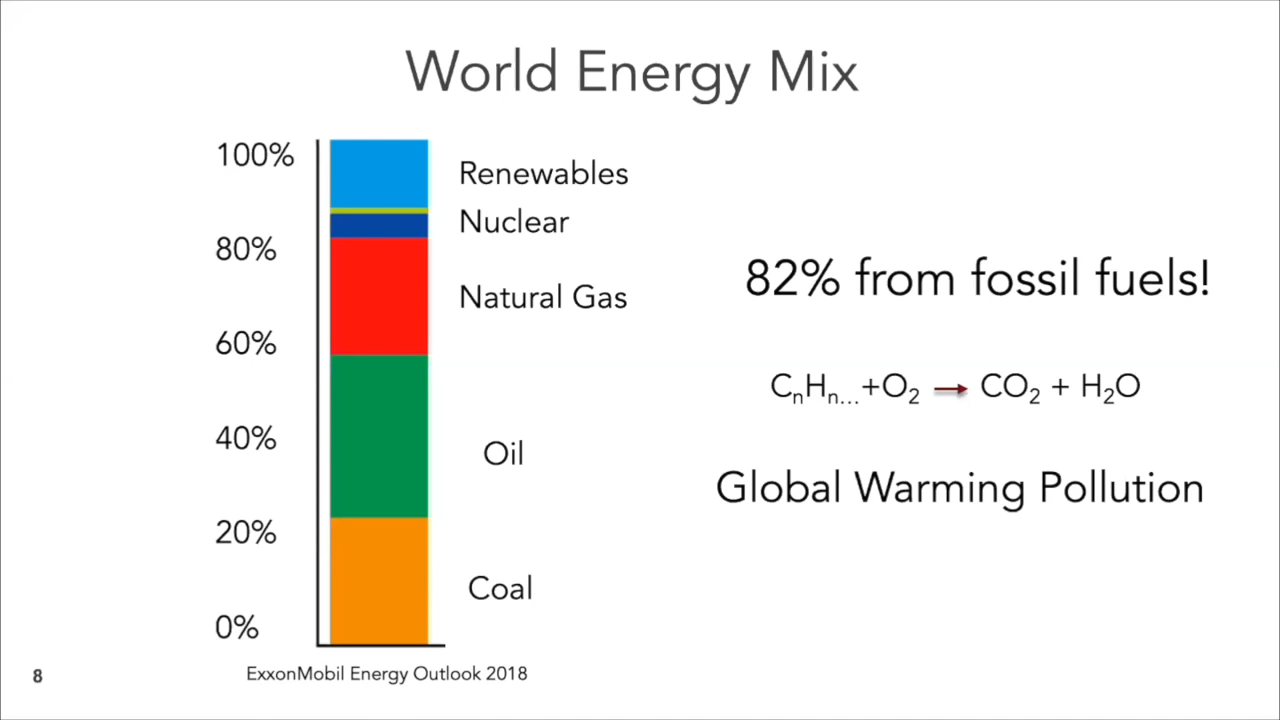 World Energy Mix
100%
80%
60%
40%
20%
0%
Renewables
Nuclear
Natural Gas
Oil
Coal
82% from fossil fuels!
CₙHₙ…+O₂ → CO₂ + H₂O
Global Warming Pollution
8
ExxonMobil Energy Outlook 2018